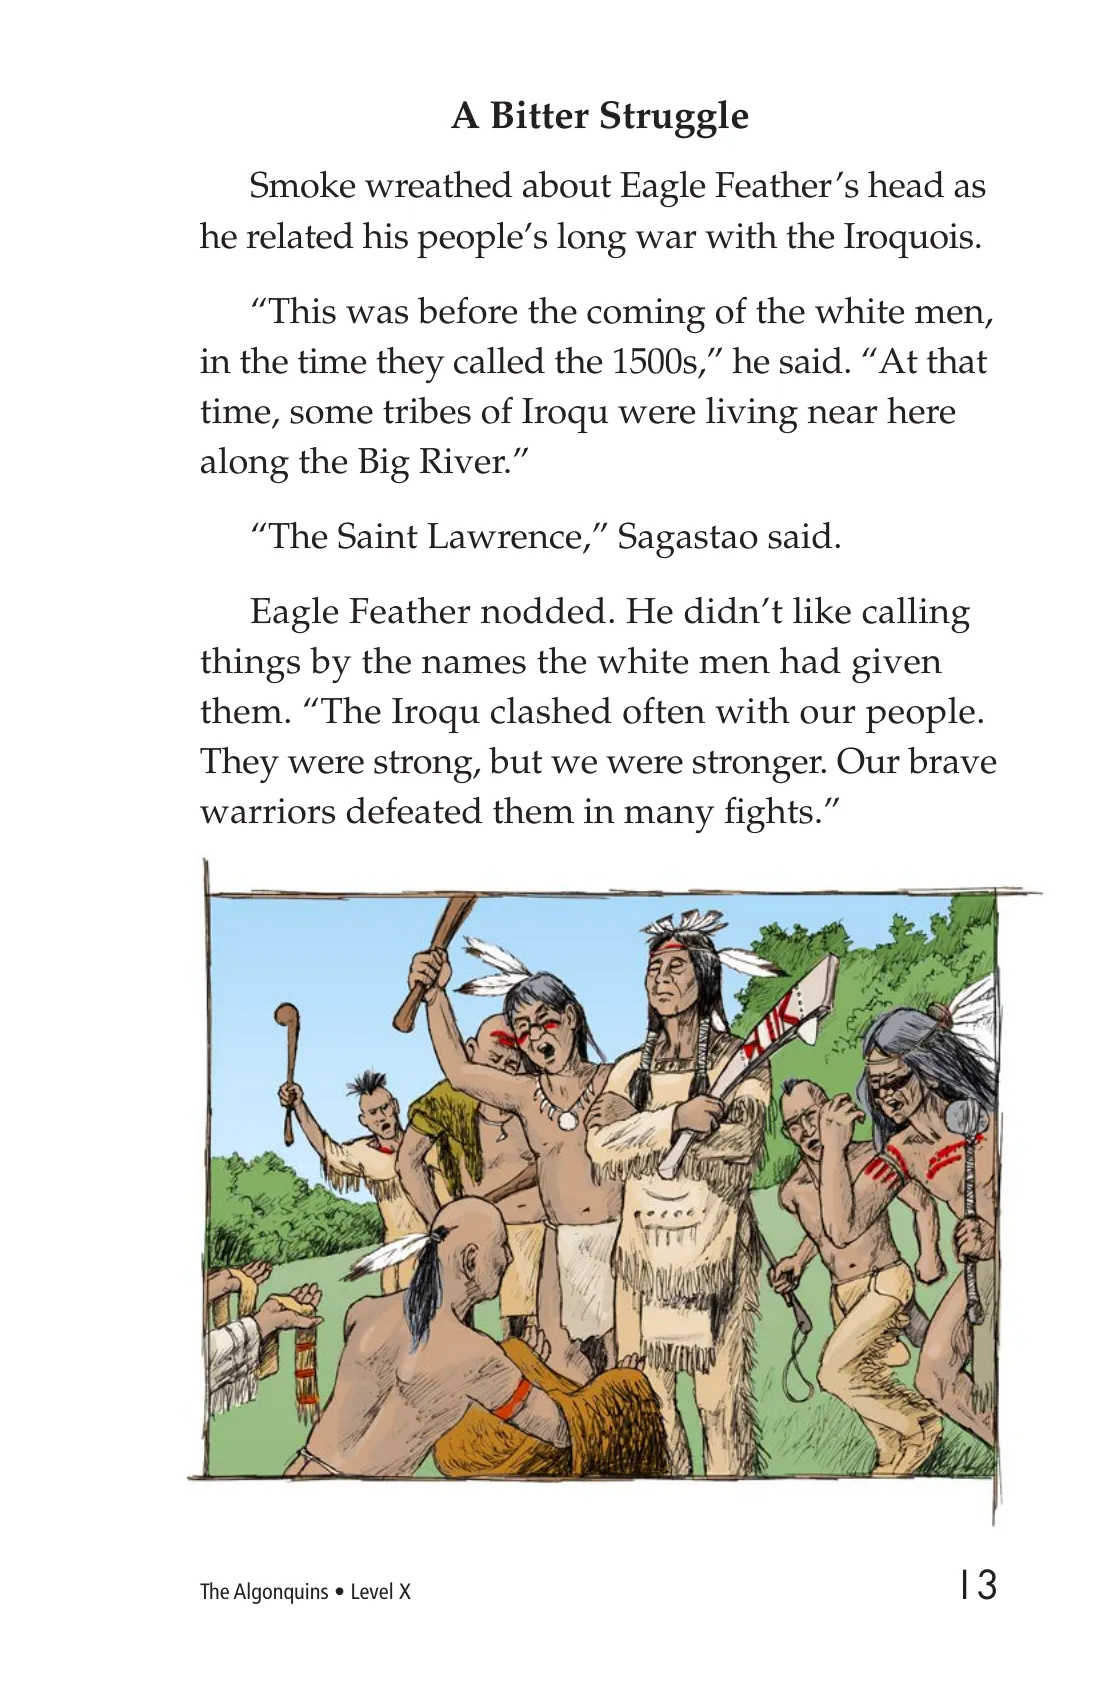 A Bitter Struggle
Smoke wreathed about Eagle Feather’s head as
he related his people’s long war with the Iroquois.
“This was before the coming of the white men,
in the time they called the 1500s,” he said. “At that
time, some tribes of Iroqu were living near here
along the Big River.”
“The Saint Lawrence,” Sagastao said.
Eagle Feather nodded. He didn’t like calling
things by the names the white men had given
them. “The Iroqu clashed often with our people.
They were strong, but we were stronger. Our brave
warriors defeated them in many fights.”
The Algonquins • Level X
13